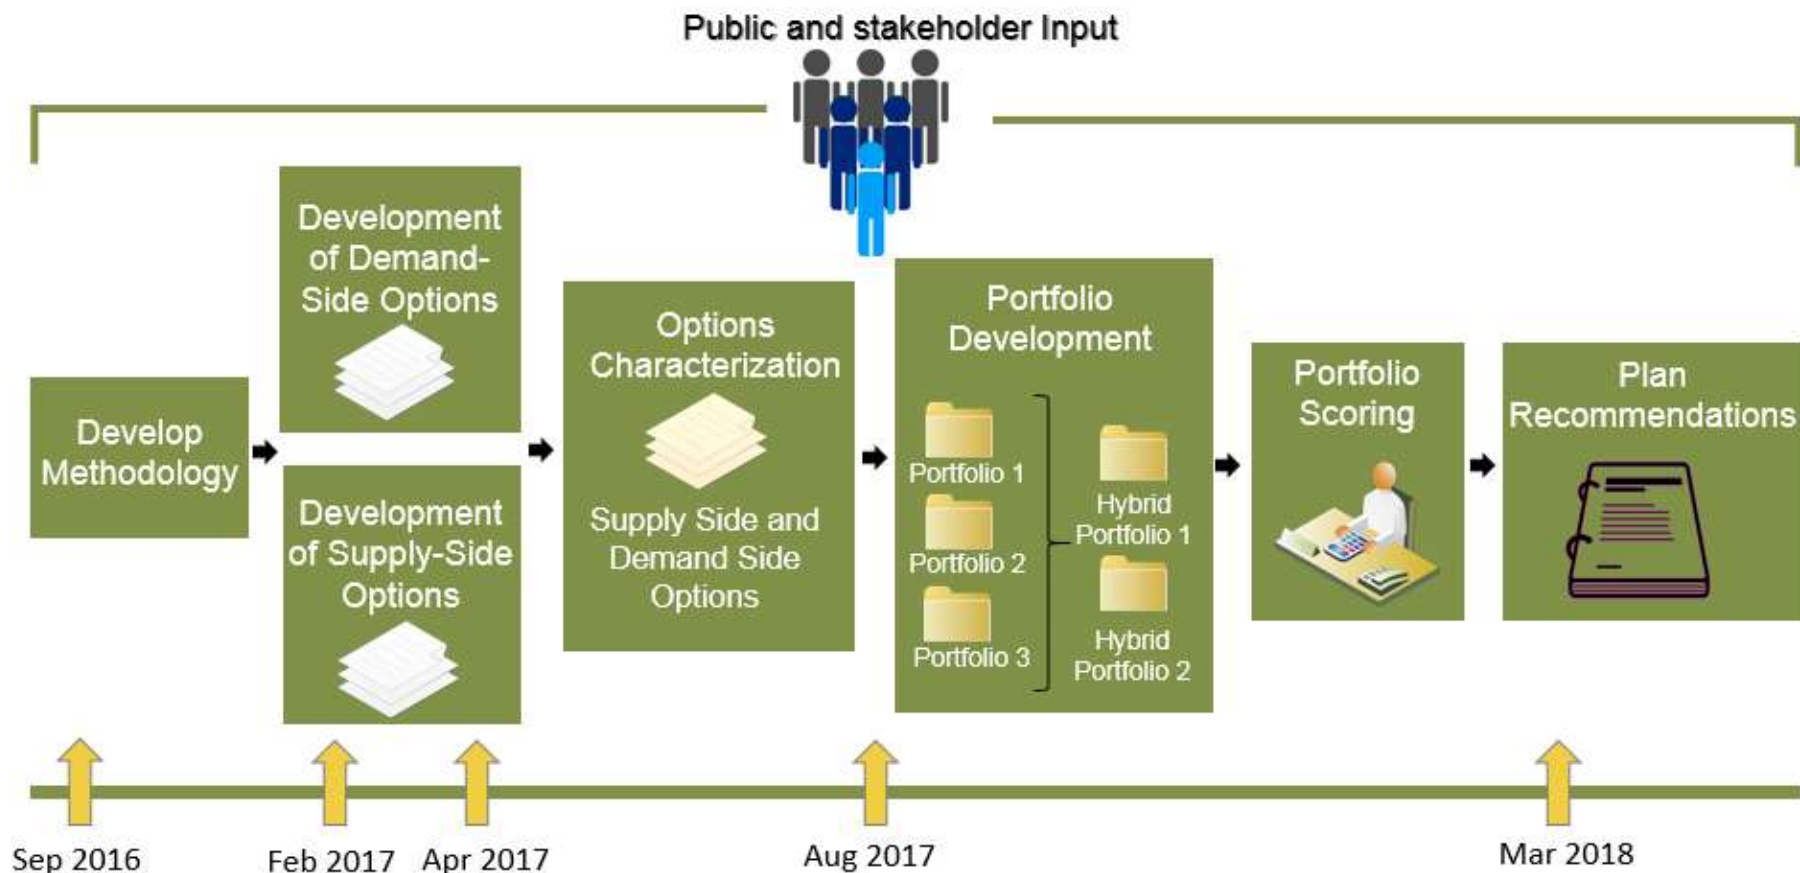 Public and stakeholder Input
Develop
Methodology
Development
of Demand-
Side Options
Development
of Supply-Side
Options
Options
Characterization
Supply Side and
Demand Side
Options
Portfolio
Development
Portfolio 1
Portfolio 2
Portfolio 3
Hybrid
Portfolio 1
Hybrid
Portfolio 2
Portfolio
Scoring
Plan
Recommendations
Sep 2016
Feb 2017
Apr 2017
Aug 2017
Mar 2018